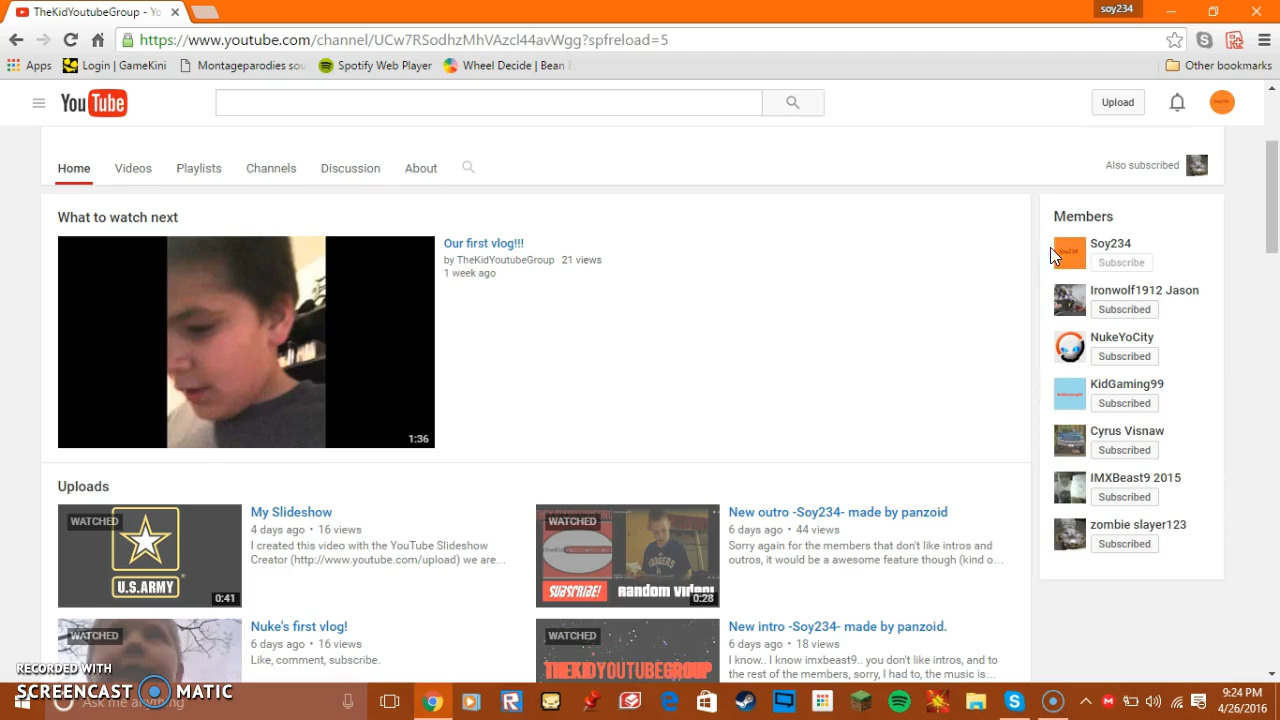 TheKidYoutubeGroup - Yo
soy234
https://www.youtube.com/channel/UCw7RSodhzMhVAzcl44avWgg?spfreload=5
Apps
Login | GameKini
Montageparodies sou
Spotify Web Player
Wheel Decide | Bean
Other bookmarks
YouTube
Upload
Home
Videos
Playlists
Channels
Discussion
About
Also subscribed
What to watch next
Our first vlog!!!
by TheKidYoutubeGroup 21 views
1 week ago
1:36
Members
Soy234
Subscribe
Ironwolf1912 Jason
Subscribed
NukeYoCity
Subscribed
KidGaming99
Subscribed
Cyrus Visnaw
Subscribed
IMXBeast9 2015
Subscribed
zombie slayer123
Subscribed
Uploads
WATCHED
U.S.ARMY
0:41
My Slideshow
4 days ago • 16 views
I created this video with the YouTube Slideshow
Creator (http://www.youtube.com/upload) we are...
WATCHED
SUBSCRIBE!
RANDOM VIDEO!
0:28
New outro -Soy234- made by panzoid
6 days ago • 44 views
Sorry again for the members that don't like intros and
outros, it would be a awesome feature though (kind o...
WATCHED
Nuke's first vlog!
6 days ago • 16 views
Like, comment, subscribe.
WATCHED
THEKIDYOUTUBEGROUP
New intro -Soy234- made by panzoid.
6 days ago • 18 views
I know.. I know imxbeast9.. you don't like intros, and to
the rest of the members, sorry, I had to, the music is...
RECORDED WITH
SCREENCAST MATIC
Ask me anything
9:24 PM
4/26/2016